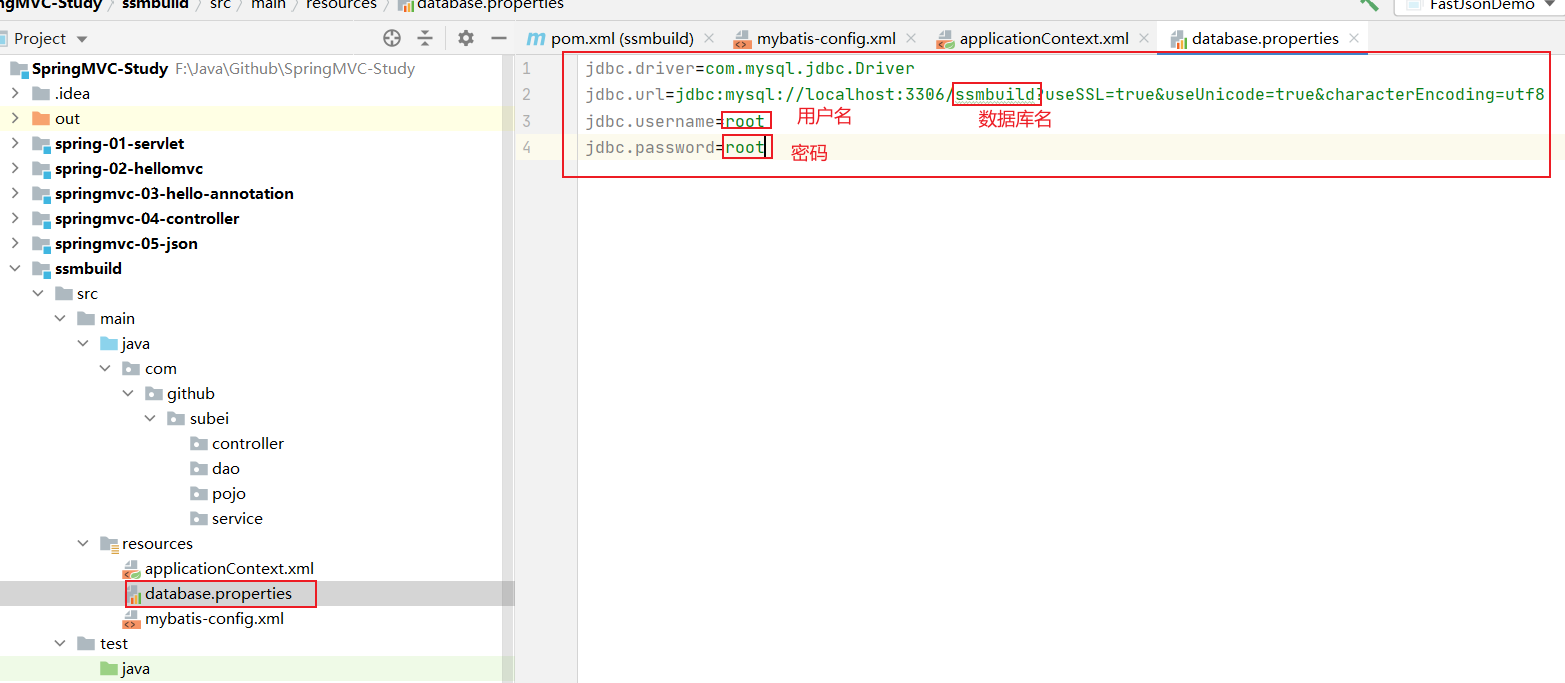 ngMVC-Study 〉 ssmbuild 〉 src 〉 main 〉 resources 〉 database.properties
FastJsonDemo
Project
pom.xml (ssmbuild)
mybatis-config.xml
applicationContext.xml
database.properties
SpringMVC-Study F:\Java\Github\SpringMVC-Study
.idea
out
spring-01-servlet
spring-02-hellomvc
springmvc-03-hello-annotation
springmvc-04-controller
springmvc-05-json
ssmbuild
src
main
java
com
github
subei
controller
dao
pojo
service
resources
applicationContext.xml
database.properties
mybatis-config.xml
test
java
1 jdbc.driver=com.mysql.jdbc.Driver
2 jdbc.url=jdbc:mysql://localhost:3306/ssmbuild?useSSL=true&useUnicode=true&characterEncoding=utf8
3 jdbc.username=root 用户名 数据库名
4 jdbc.password=root 密码